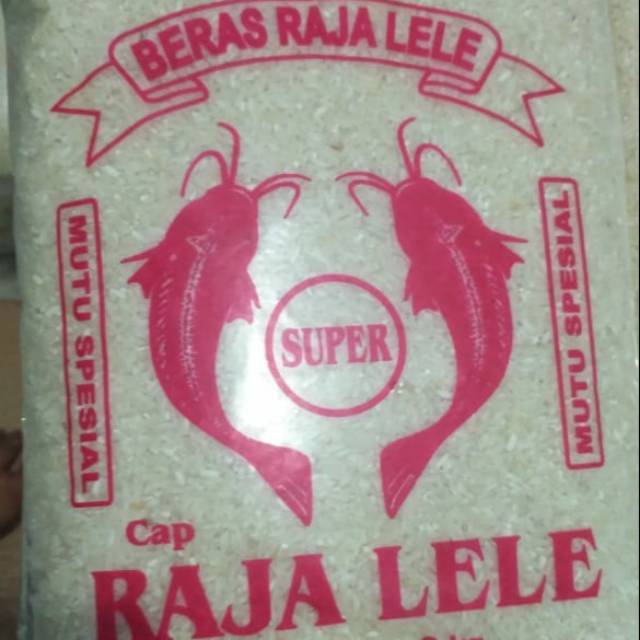 BERAS RAJA LELE
MUTU SPESIAL
SUPER
MUTU SPESIAL
Cap
RAJA LELE